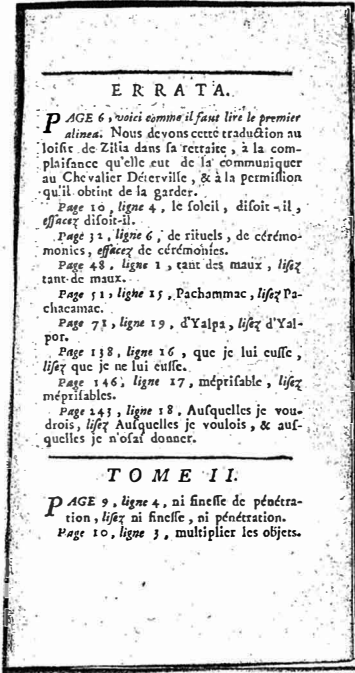 ERRATA.
PAGE 6, voici comme il faut lire le premier
alinea. Nous devons cette traduction au
loisir de Zilia dans sa retraite, à la com-
plaisance qu'elle eut de la communiquer
au Chevalier Déterville, & à la permission
qu'il obtint de la garder.
Page 10, ligne 4, le soleil, disoit-il,
effacez disoit-il.
Page 32, ligne 6, de rituels, de cérémo-
monies, effacez de cérémonies.
Page 48, ligne 1, tant des maux, lisez
tant de maux.
Page 51, ligne 15, Pachammac, lisez Pa-
chacamac.
Page 71, ligne 19, d'Yalpa, lisez d'Yal-
por.
Page 138, ligne 16, que je lui eusse,
lisez que je ne lui eusse.
Page 146, ligne 17, méprisable, lisez
méprisables.
Page 243, ligne 18, Ausquelles je vou-
drois, lisez Ausquelles je voulois, & aus-
quelles je n'osas donner.
TOME II.
PAGE 9, ligne 4, ni finesse de pénétra-
tion, lisez ni finesse, ni pénétration.
Page 10, ligne 3, multiplier les objets.